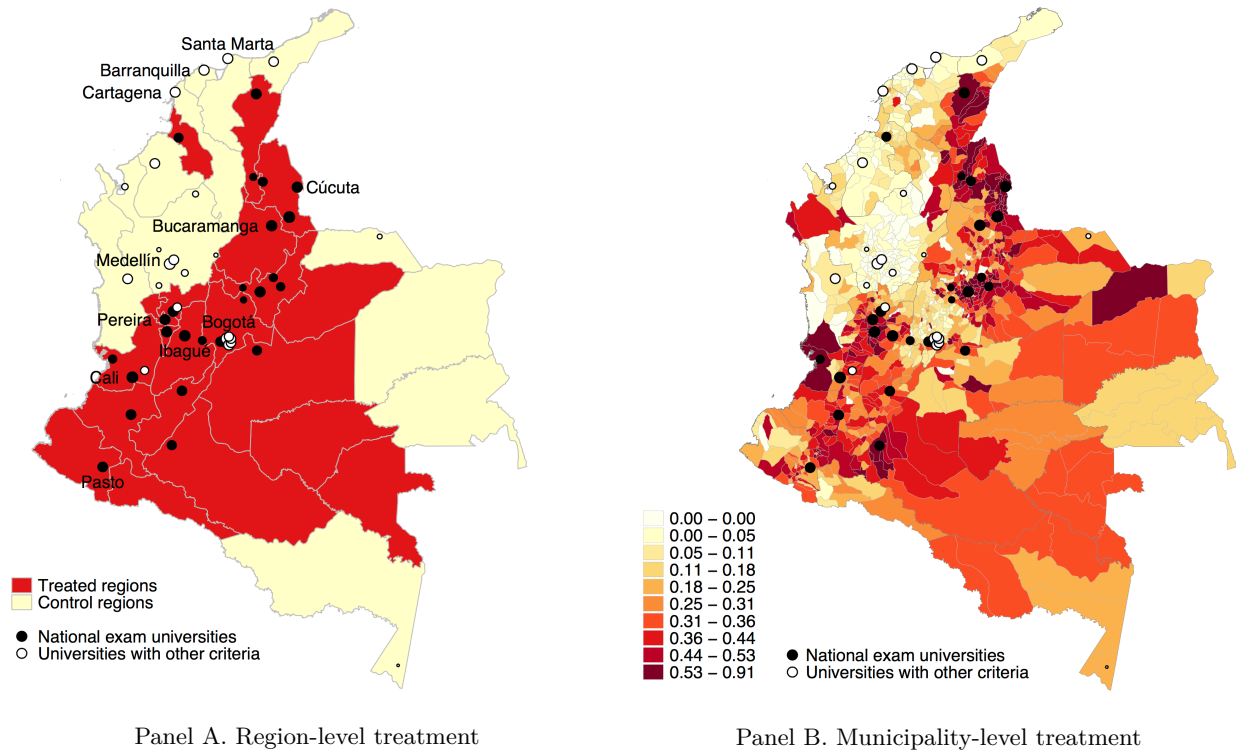 Santa Marta
Barranquilla
Cartagena
Cúcuta
Bucaramanga
Medellín
Pereira
Bogotá
Ibagué
Cali
Pasto
Treated regions
Control regions
National exam universities
Universities with other criteria
Panel A. Region-level treatment
0.00 – 0.00
0.00 – 0.05
0.05 – 0.11
0.11 – 0.18
0.18 – 0.25
0.25 – 0.31
0.31 – 0.36
0.36 – 0.44
0.44 – 0.53
0.53 – 0.91
National exam universities
Universities with other criteria
Panel B. Municipality-level treatment